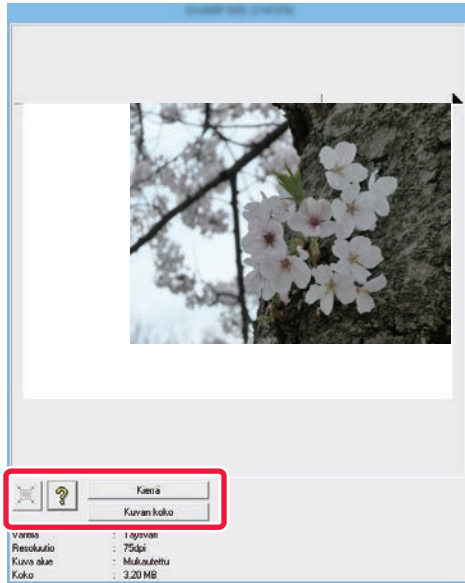 ?
Kierrä
Kuvan koko
Väritila : Täysväri
Resoluutio : 75dpi
Kuva alue : Mukautettu
Koko : 3,20 MB